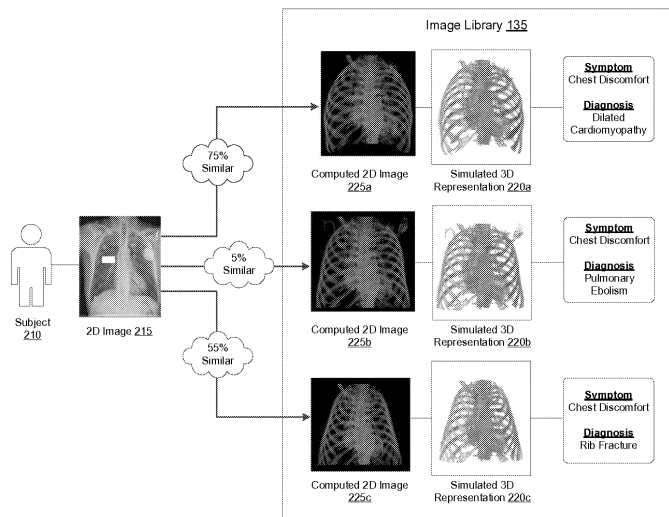 Image Library 135
Symptom
Chest Discomfort
Diagnosis
Dilated
Cardiomyopathy
75%
Similar
Computed 2D Image
225a
Simulated 3D
Representation 220a
5%
Similar
Symptom
Chest Discomfort
Diagnosis
Pulmonary
Ebolism
Subject
210
2D Image 215
Computed 2D Image
225b
Simulated 3D
Representation 220b
55%
Similar
Symptom
Chest Discomfort
Diagnosis
Rib Fracture
Computed 2D Image
225c
Simulated 3D
Representation 220c